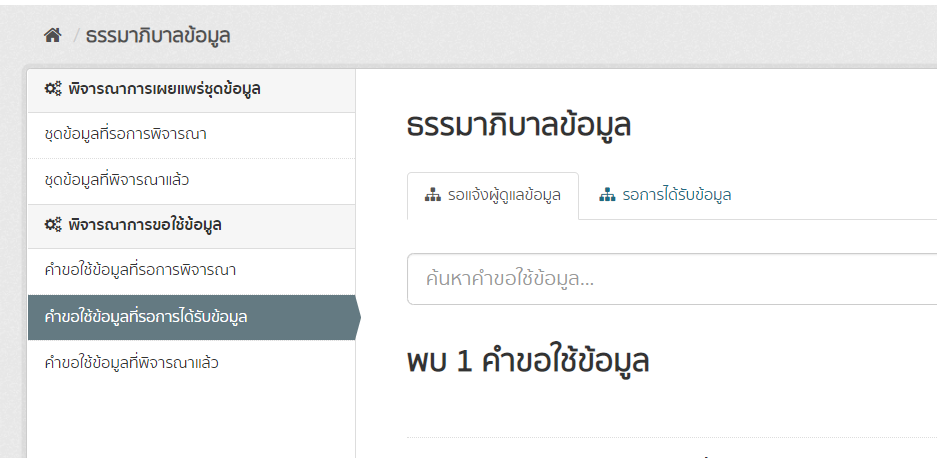 / ธรรมาภิบาลข้อมูล
พิจารณาการเผยแพร่ชุดข้อมูล
ชุดข้อมูลที่รอการพิจารณา
ชุดข้อมูลที่พิจารณาแล้ว
พิจารณาการขอใช้ข้อมูล
คำขอใช้ข้อมูลที่รอการพิจารณา
คำขอใช้ข้อมูลที่รอการได้รับข้อมูล
คำขอใช้ข้อมูลที่พิจารณาแล้ว
ธรรมาภิบาลข้อมูล
รอแจ้งผู้ดูแลข้อมูล รอการได้รับข้อมูล
ค้นหาคำขอใช้ข้อมูล...
พบ 1 คำขอใช้ข้อมูล